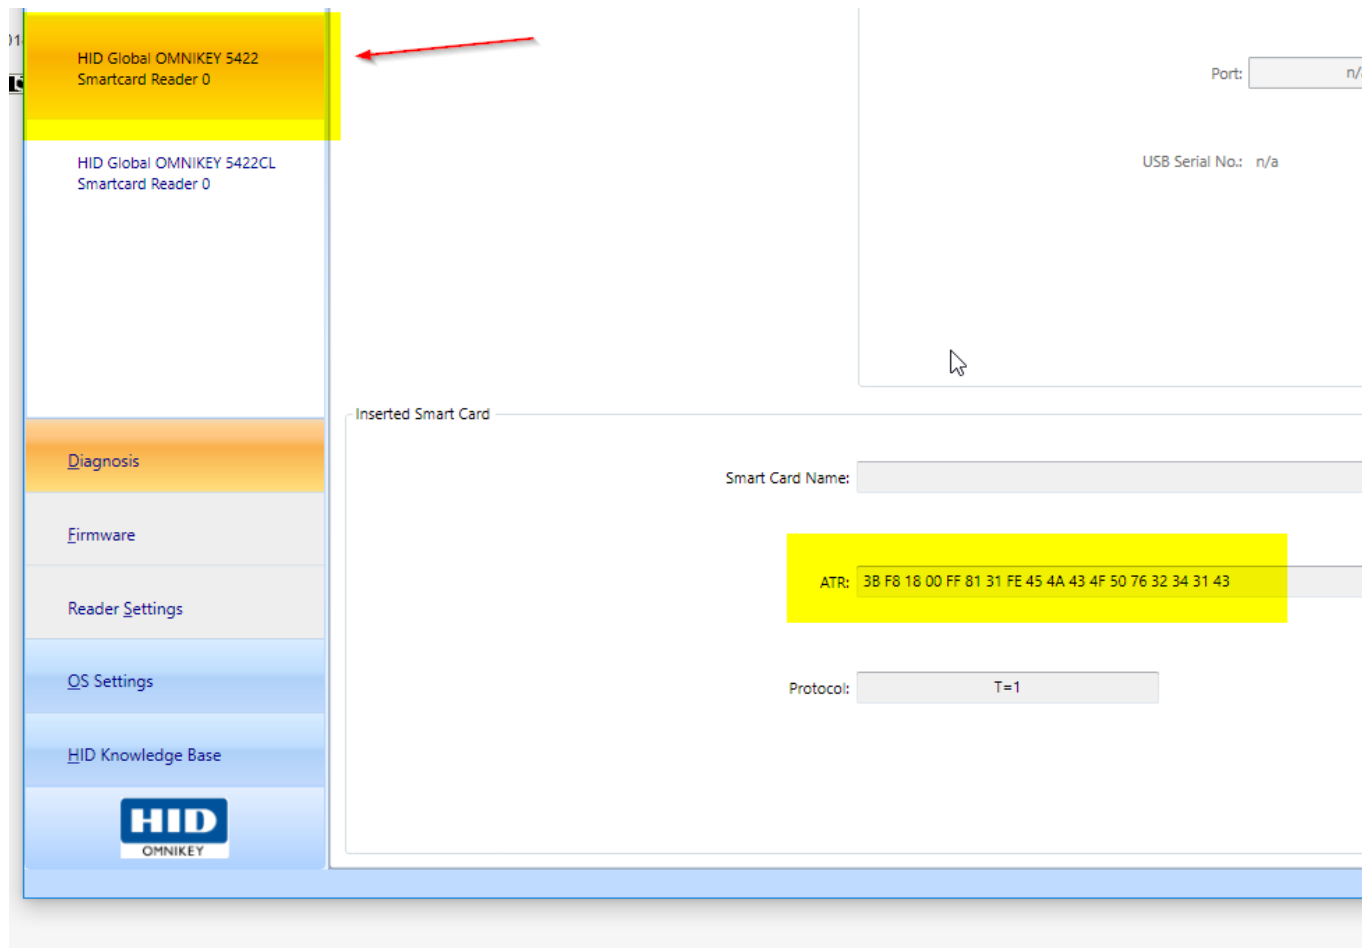 HID Global OMNIKEY 5422
Smartcard Reader 0
HID Global OMNIKEY 5422CL
Smartcard Reader 0
Port:
USB Serial No.: n/a
Inserted Smart Card
Diagnosis
Smart Card Name:
Firmware
ATR: 3B F8 18 00 FF 81 31 FE 45 4A 43 4F 50 76 32 34 31 43
Reader Settings
OS Settings
Protocol: T=1
HID Knowledge Base
HID
OMNIKEY